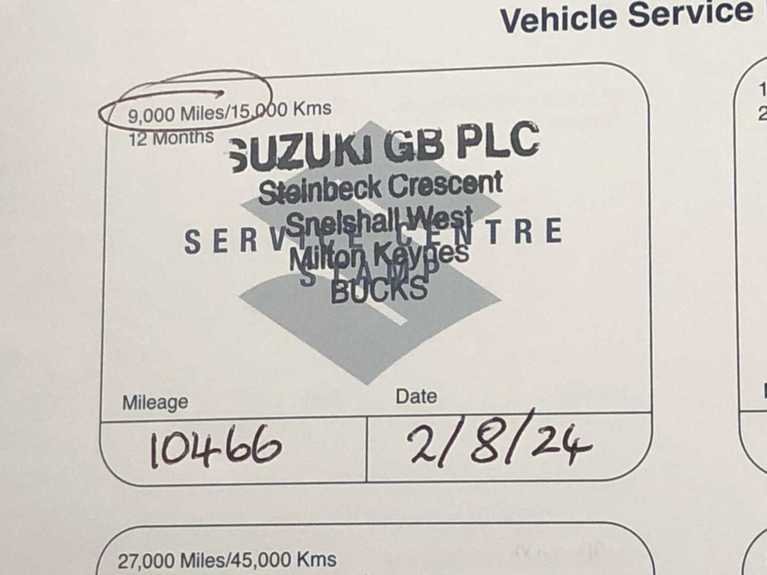 Vehicle Service
9,000 Miles/15,000 Kms
12 Months
SUZUKI GB PLC
Steinbeck Crescent
Snelshall West
SERVICE CENTRE
Milton Keynes
STAMP
BUCKS
Mileage
Date
10466
2/8/24
27,000 Miles/45,000 Kms